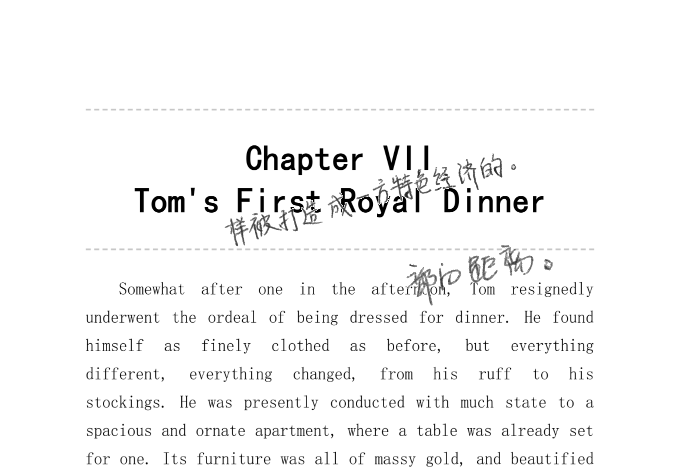 Chapter VII
Tom's First Royal Dinner
样被打造成一方特色经济的。
部门距离。
Somewhat after one in the afternoon, Tom resignedly
underwent the ordeal of being dressed for dinner. He found
himself as finely clothed as before, but everything
different, everything changed, from his ruff to his
stockings. He was presently conducted with much state to a
spacious and ornate apartment, where a table was already set
for one. Its furniture was all of massy gold, and beautified